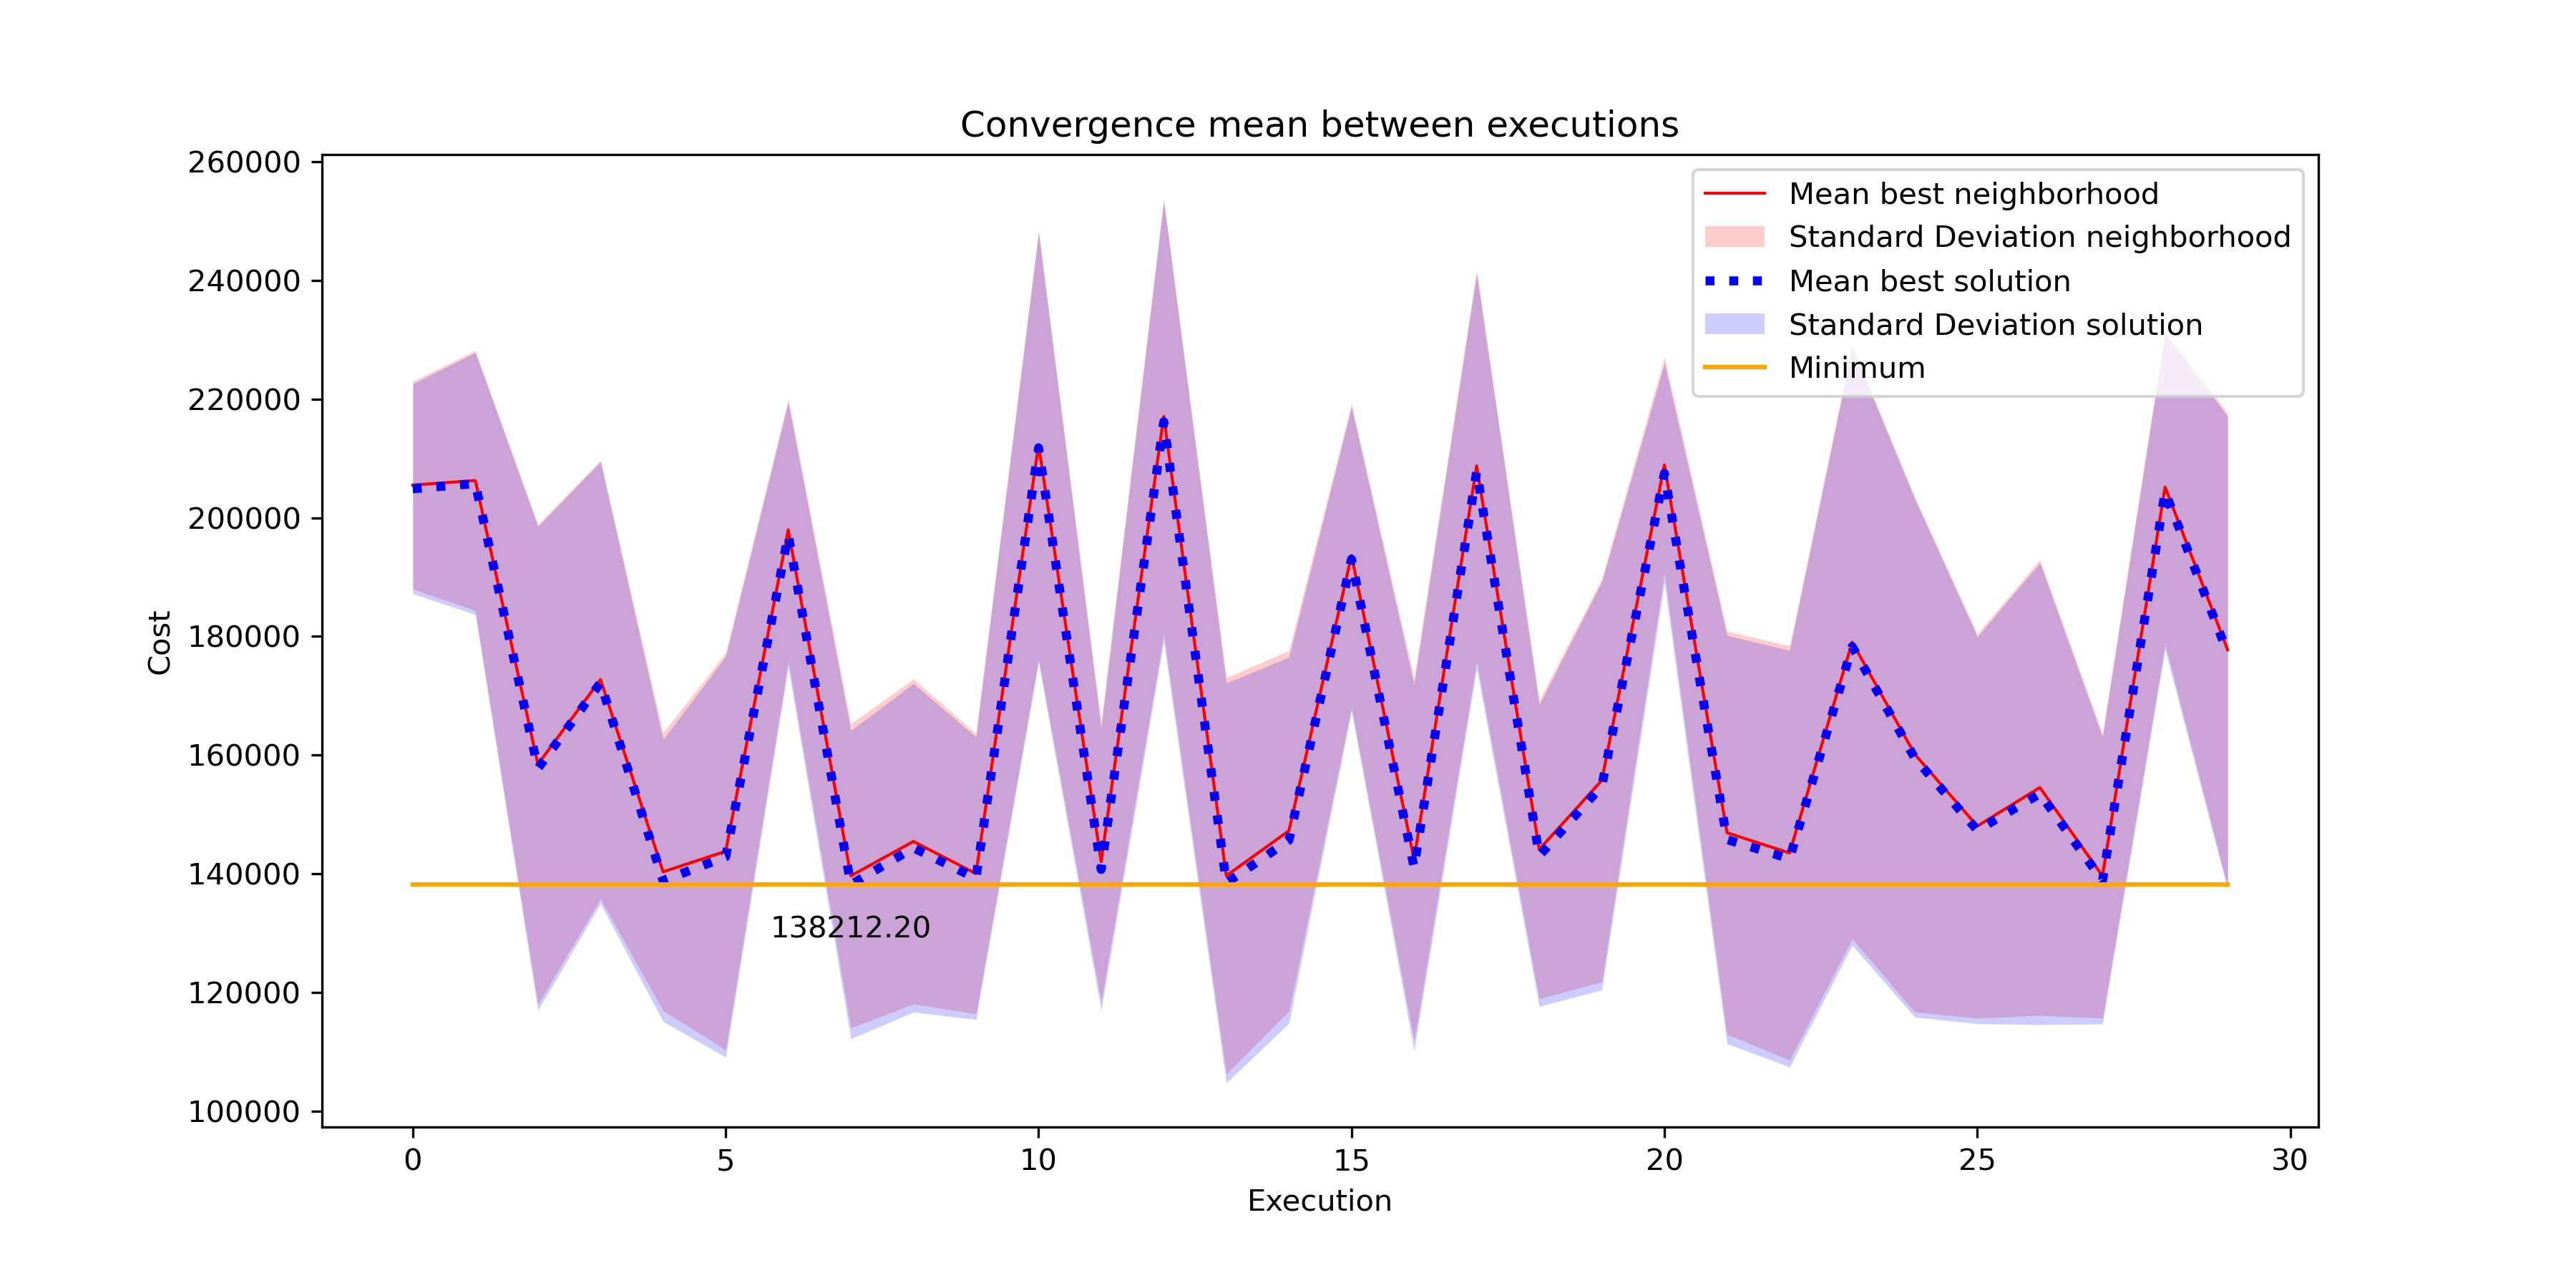 Convergence mean between executions
260000
240000
220000
200000
180000
160000
140000
120000
100000
Cost
Mean best neighborhood
Standard Deviation neighborhood
Mean best solution
Standard Deviation solution
Minimum
138212.20
0 5 10 15 20 25 30
Execution